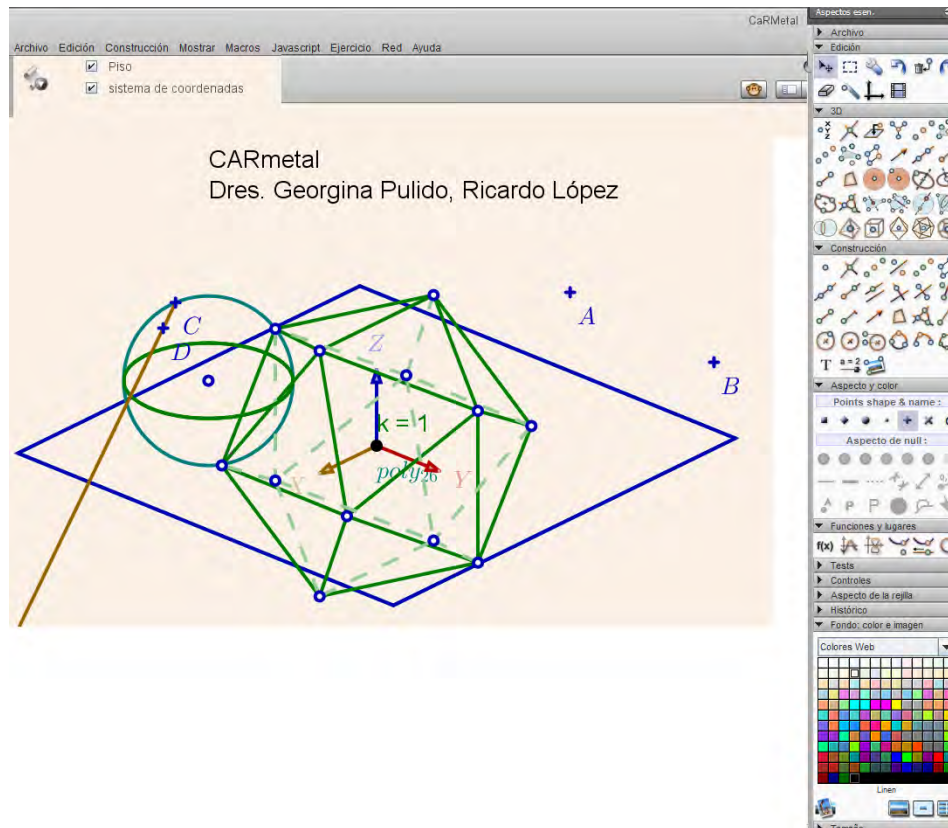 CaRMetal
Archivo Edición Construcción Mostrar Macros Javascript Ejercicio Red Ayuda
Piso
sistema de coordenadas
CARmetal
Dres. Georgina Pulido, Ricardo López
A
B
C
D
Z
k = 1
poly26
Y
Aspectos esen.
Archivo
Edición
3D
Construcción
T a = 2
Aspecto y color
Points shape & name :
Aspecto de null :
A P P
Funciones y lugares
f(x)
Tests
Controles
Aspecto de la rejilla
Histórico
Fondo: color e imagen
Colores Web
Linen
Tamaño